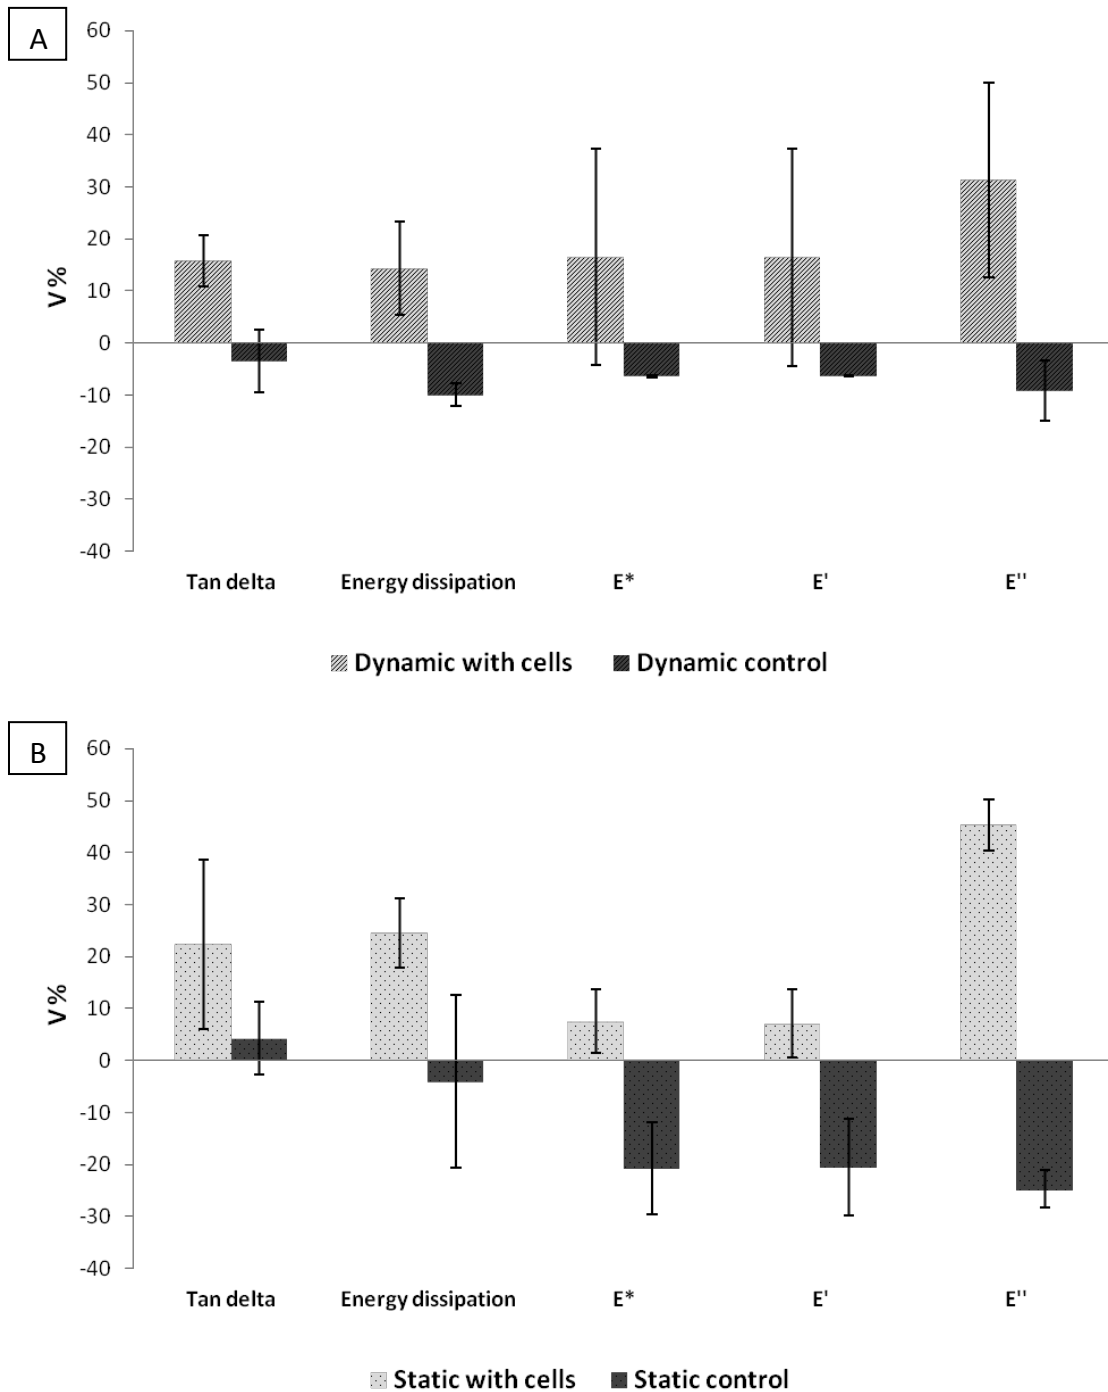 A
60
50
40
30
20
10
0
-10
-20
-30
-40
V%
Tan delta Energy dissipation E* E' E''
Dynamic with cells Dynamic control
B
60
50
40
30
20
10
0
-10
-20
-30
-40
V%
Tan delta Energy dissipation E* E' E''
Static with cells Static control